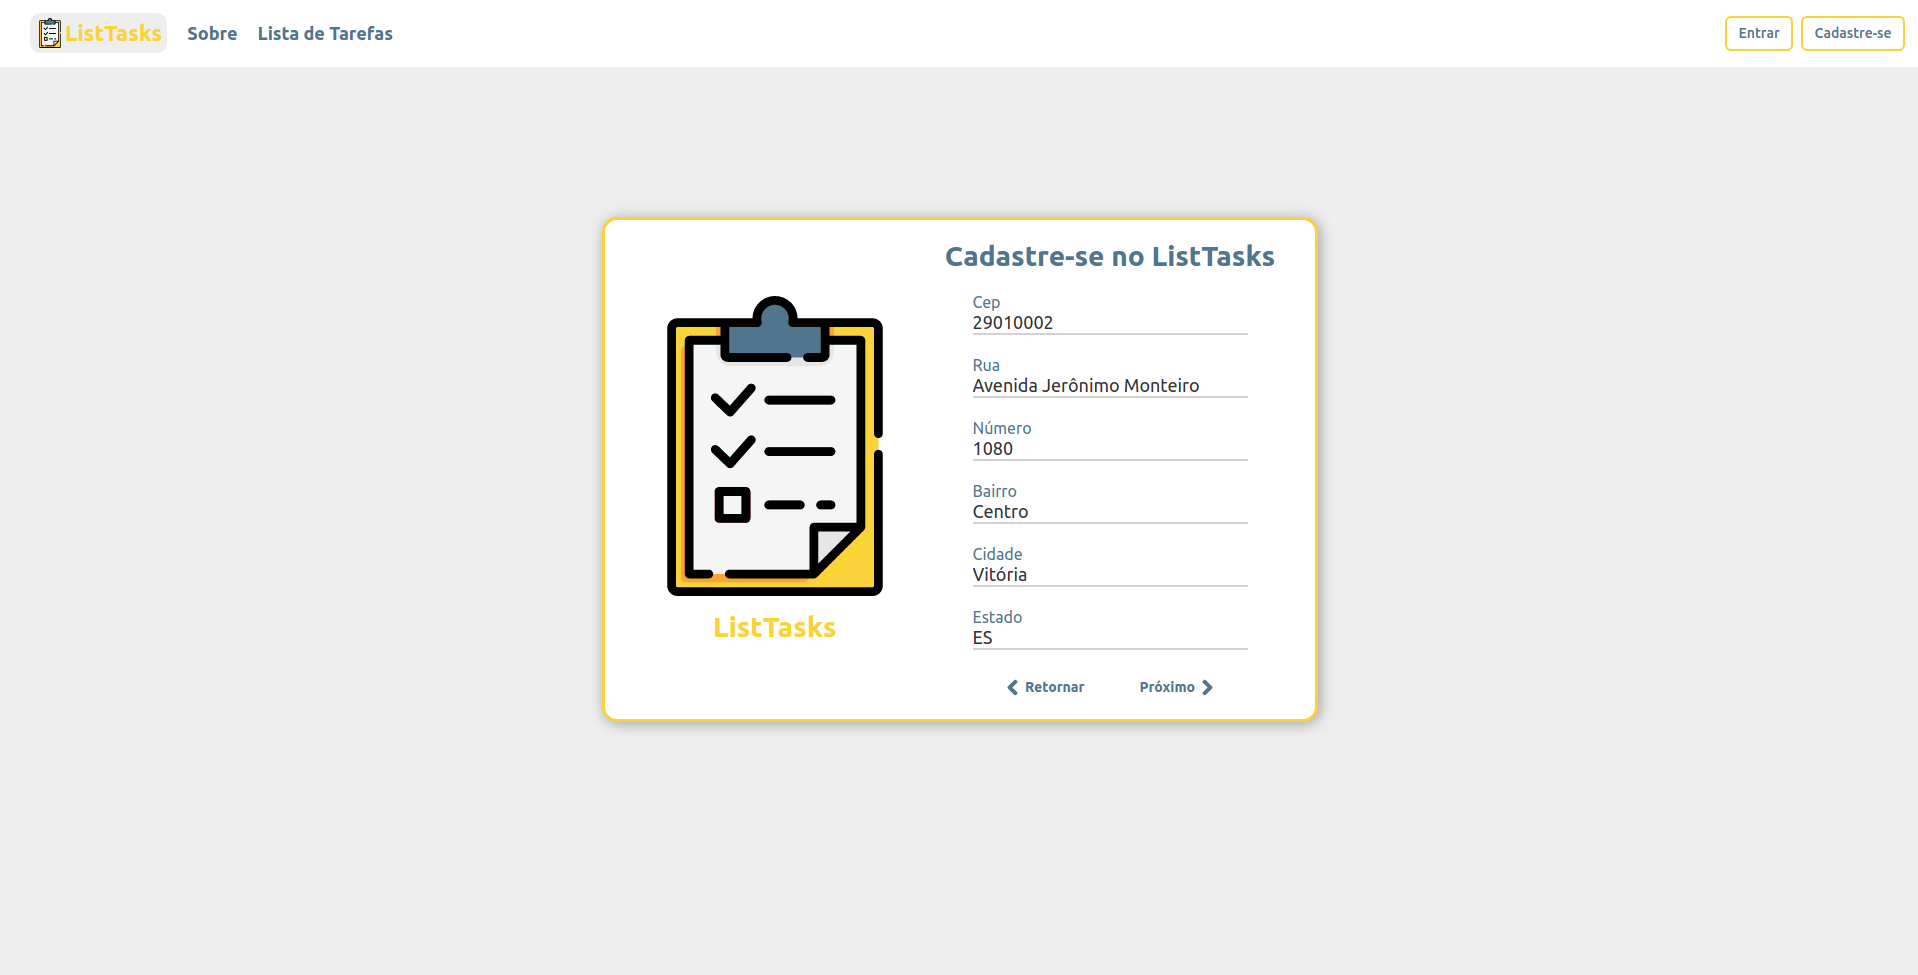 ListTasks Sobre Lista de Tarefas Entrar Cadastre-se
Cadastre-se no ListTasks
Cep
29010002
Rua
Avenida Jerônimo Monteiro
Número
1080
Bairro
Centro
Cidade
Vitória
Estado
ES
ListTasks
Retornar Próximo